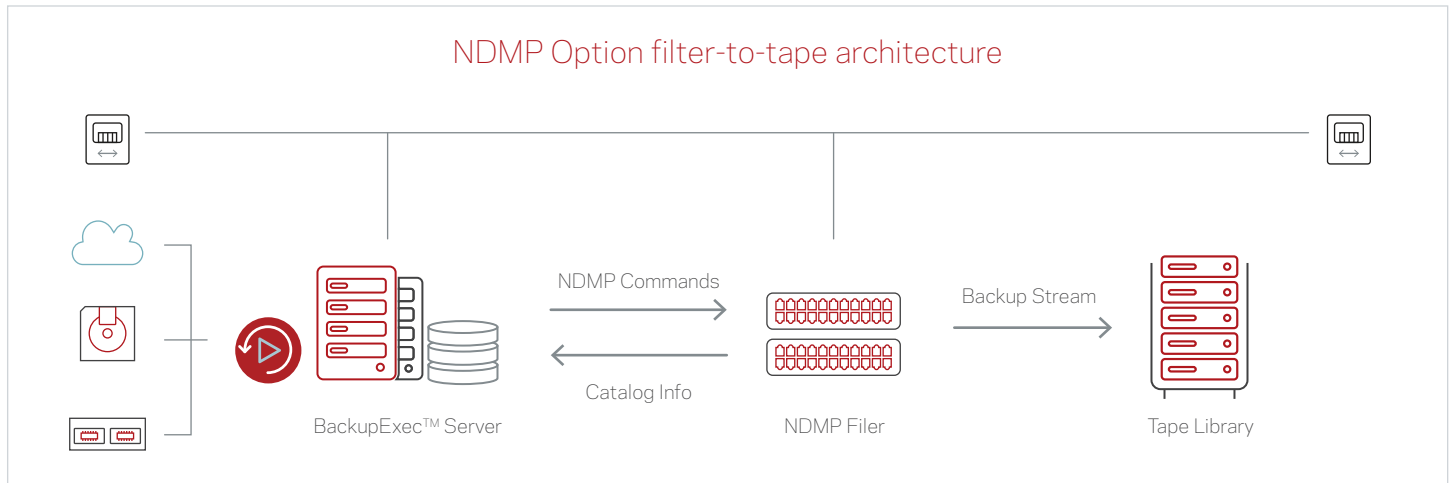 NDMP Option filter-to-tape architecture
NDMP Commands
Backup Stream
Catalog Info
BackupExec™ Server
NDMP Filer
Tape Library